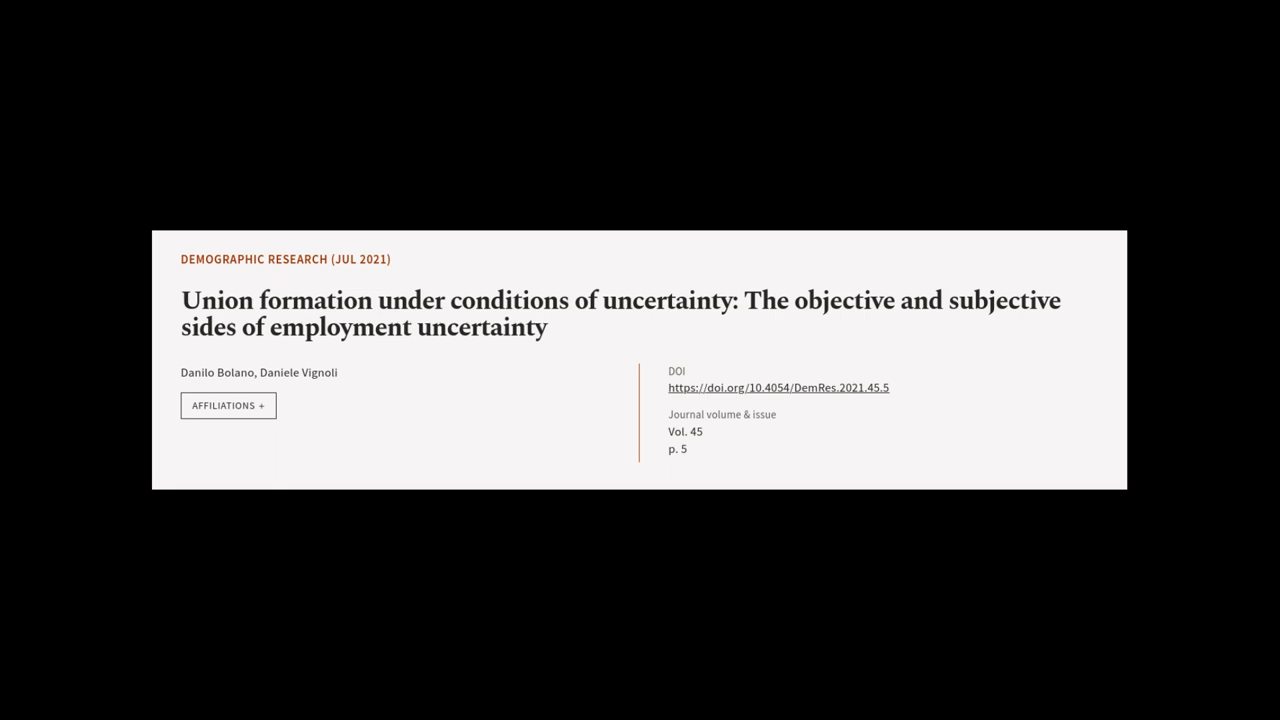 DEMOGRAPHIC RESEARCH (JUL 2021)
Union formation under conditions of uncertainty: The objective and subjective
sides of employment uncertainty
Danilo Bolano, Daniele Vignoli
AFFILIATIONS +
DOI
https://doi.org/10.4054/DemRes.2021.45.5
Journal volume & issue
Vol. 45
p. 5